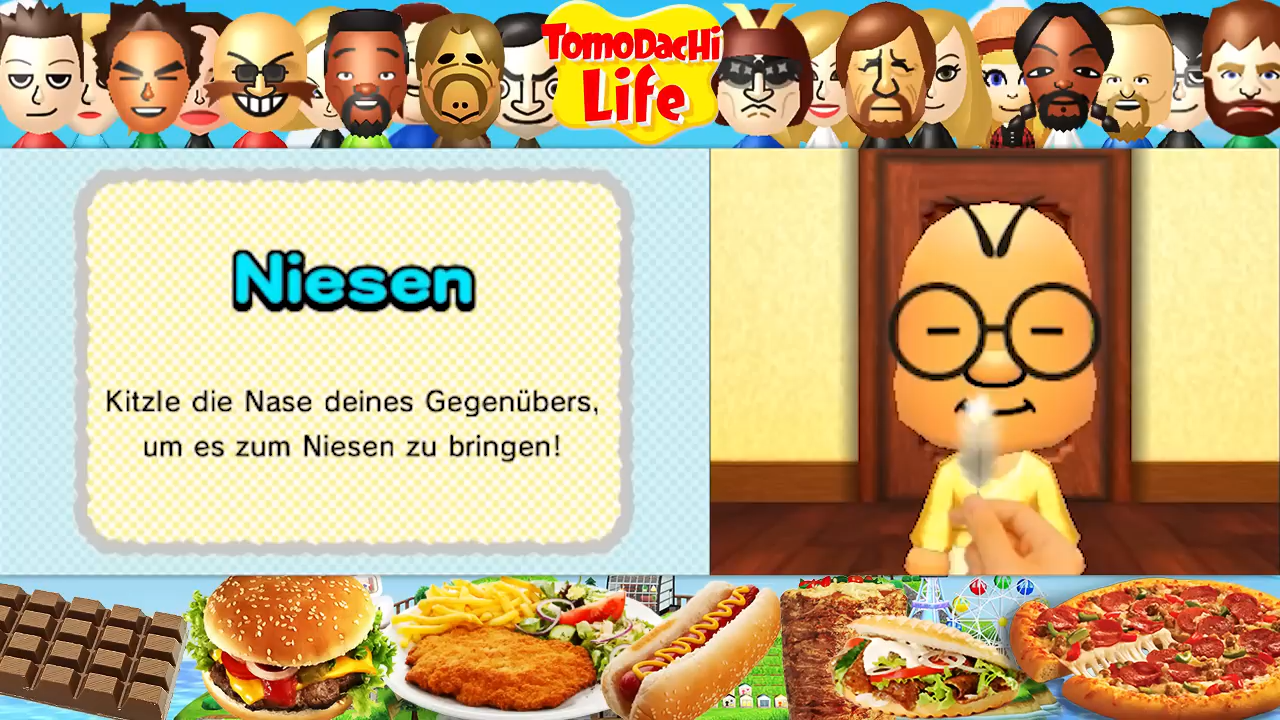 TOMODACHI
Life
Niesen
Kitzle die Nase deines Gegenübers,
um es zum Niesen zu bringen!